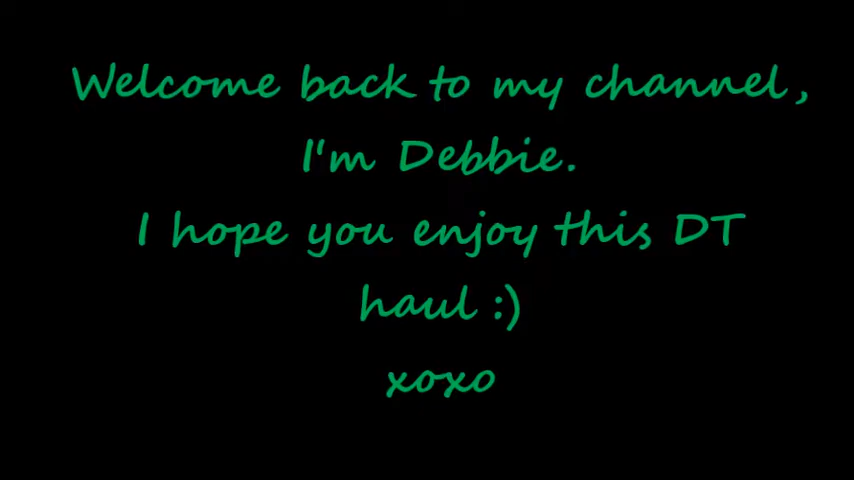 Welcome back to my channel,
I'm Debbie.
I hope you enjoy this DT
haul :)
xoxo